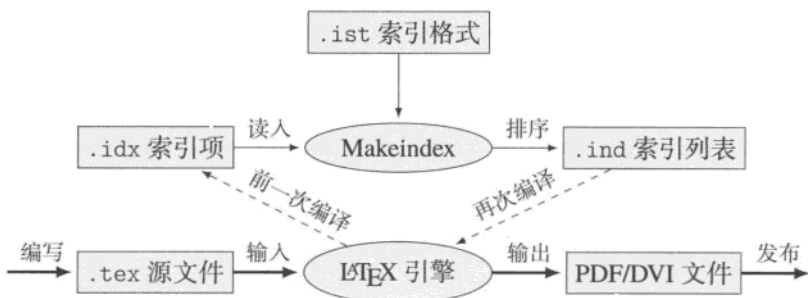 .ist 索引格式
.idx 索引项
读入
Makeindex
排序
.ind 索引列表
前一次编译
再次编译
编写
.tex 源文件
输入
LATEX 引擎
输出
PDF/DVI 文件
发布